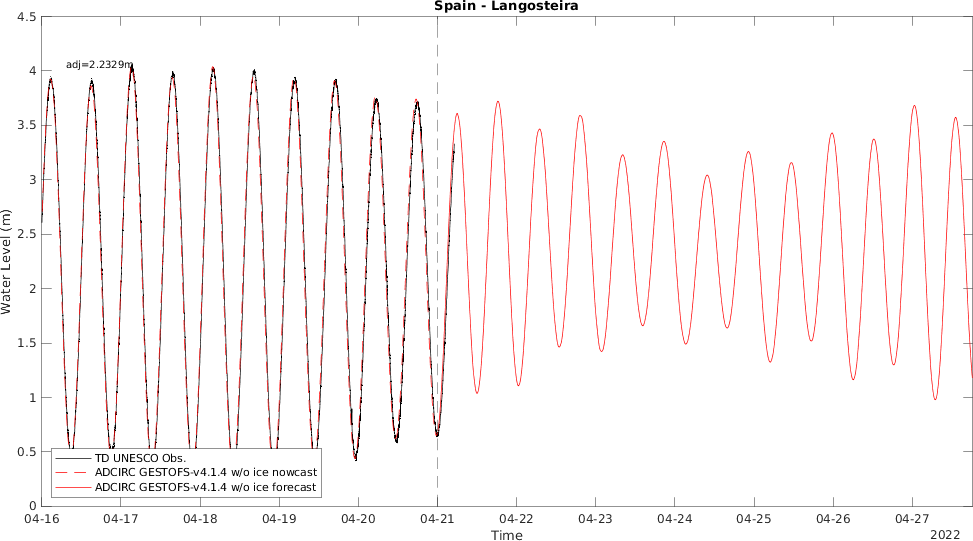 Spain - Langosteira
4.5
4
3.5
3
2.5
2
1.5
1
0.5
0
Water Level (m)
adj=2.2329m
TD UNESCO Obs.
ADCIRC GESTOFS-v4.1.4 w/o ice nowcast
ADCIRC GESTOFS-v4.1.4 w/o ice forecast
04-16 04-17 04-18 04-19 04-20 04-21 04-22 04-23 04-24 04-25 04-26 04-27
Time
2022